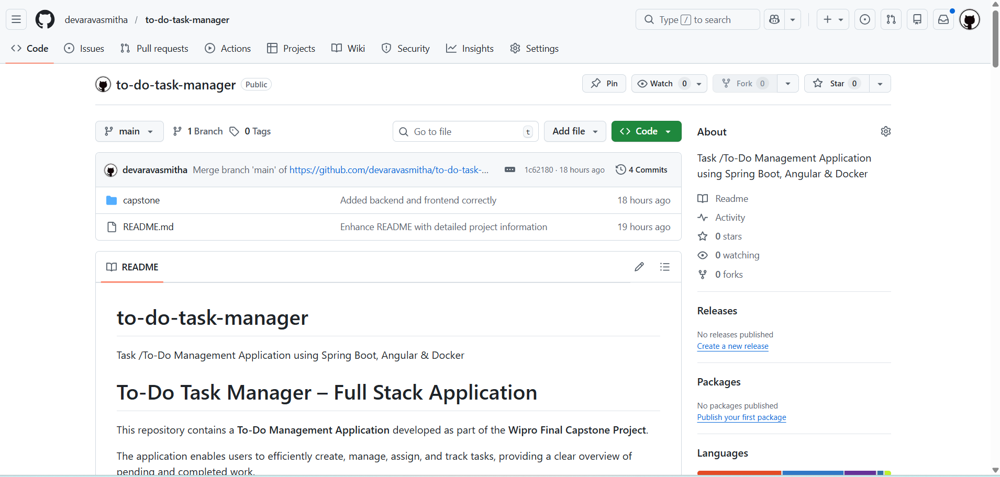 devaravasmitha / to-do-task-manager
Type / to search
Code Issues Pull requests Actions Projects Wiki Security Insights Settings
to-do-task-manager Public
Pin Watch 0 Fork 0 Star 0
main 1 Branch 0 Tags Go to file t Add file Code
devaravasmitha Merge branch 'main' of https://github.com/devaravasmitha/to-do-task-... 1c62180 · 18 hours ago 4 Commits
capstone Added backend and frontend correctly 18 hours ago
README.md Enhance README with detailed project information 19 hours ago
README
to-do-task-manager
Task /To-Do Management Application using Spring Boot, Angular & Docker
To-Do Task Manager – Full Stack Application
This repository contains a To-Do Management Application developed as part of the Wipro Final Capstone Project.
The application enables users to efficiently create, manage, assign, and track tasks, providing a clear overview of
pending and completed work.
About
Task /To-Do Management Application
using Spring Boot, Angular & Docker
Readme
Activity
0 stars
0 watching
0 forks
Releases
No releases published
Create a new release
Packages
No packages published
Publish your first package
Languages